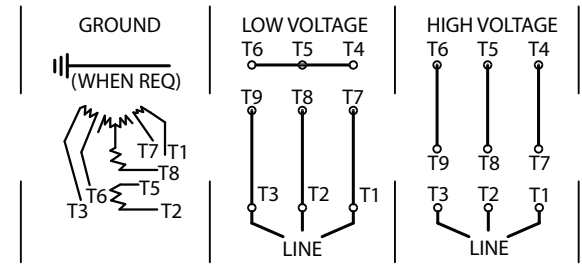 GROUND
(WHEN REQ)
T7 T1
T8
T6 T5
T3 T2
LOW VOLTAGE
T6 T5 T4
T9 T8 T7
T3 T2 T1
LINE
HIGH VOLTAGE
T6 T5 T4
T9 T8 T7
T3 T2 T1
LINE